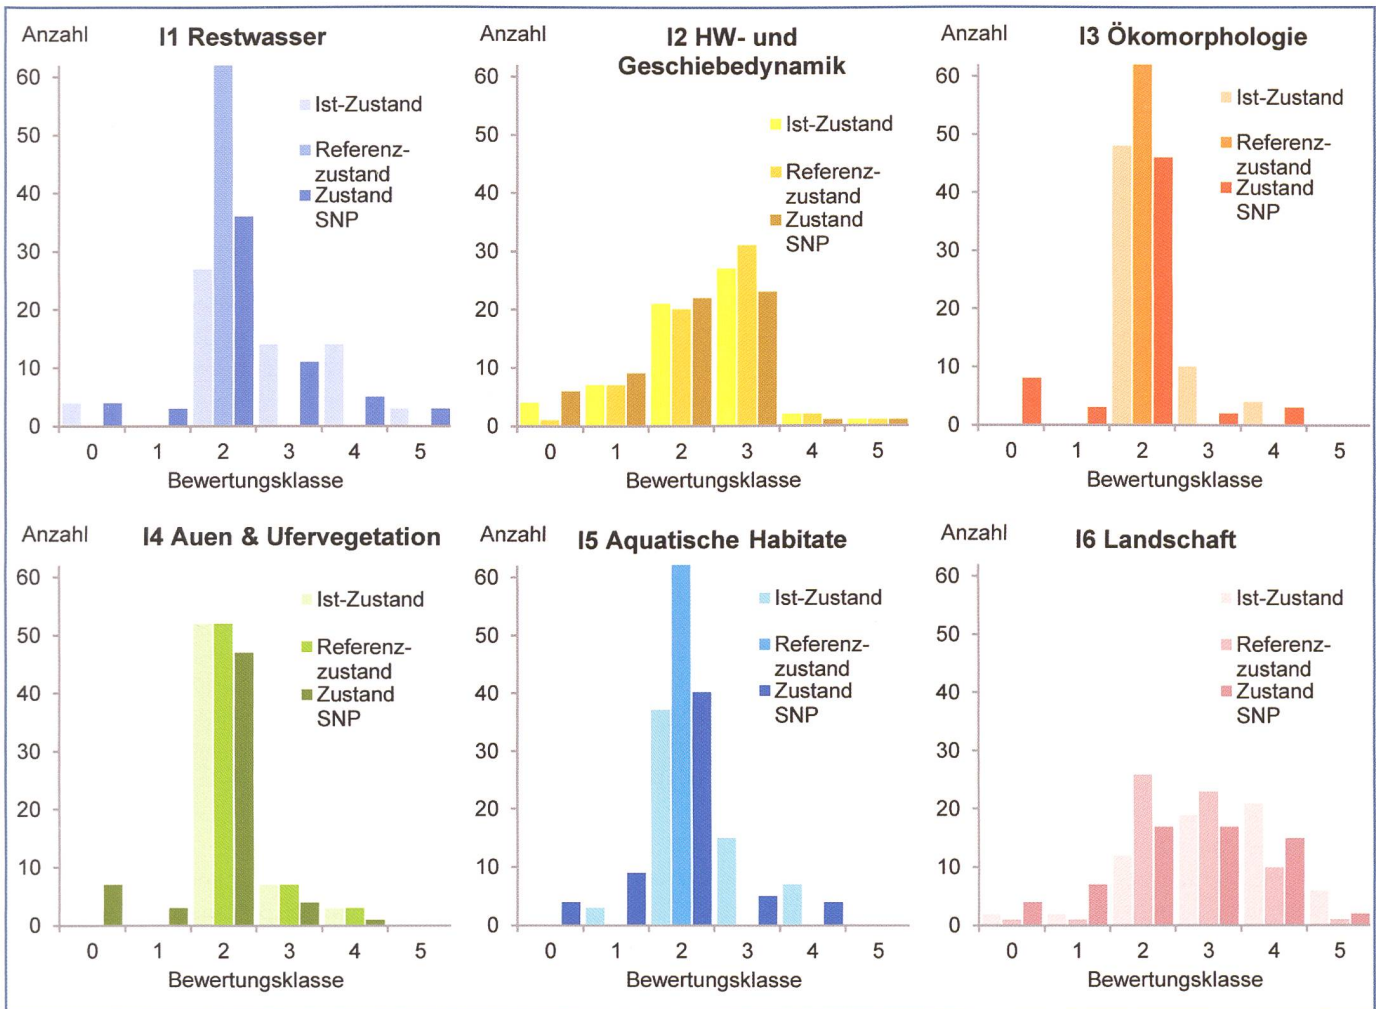 Anzahl
I1 Restwasser
60
50
40
30
20
10
0
Ist-Zustand
Referenz-
zustand
Zustand
SNP
0 1 2 3 4 5
Bewertungsklasse
Anzahl
I2 HW- und
Geschiebedynamik
60
50
40
30
20
10
0
Ist-Zustand
Referenz-
zustand
Zustand
SNP
0 1 2 3 4 5
Bewertungsklasse
Anzahl
I3 Ökomorphologie
60
50
40
30
20
10
0
Ist-Zustand
Referenz-
zustand
Zustand
SNP
0 1 2 3 4 5
Bewertungsklasse
Anzahl
I4 Auen & Ufervegetation
60
50
40
30
20
10
0
Ist-Zustand
Referenz-
zustand
Zustand
SNP
0 1 2 3 4 5
Bewertungsklasse
Anzahl
I5 Aquatische Habitate
60
50
40
30
20
10
0
Ist-Zustand
Referenz-
zustand
Zustand
SNP
0 1 2 3 4 5
Bewertungsklasse
Anzahl
I6 Landschaft
60
50
40
30
20
10
0
Ist-Zustand
Referenz-
zustand
Zustand
SNP
0 1 2 3 4 5
Bewertungsklasse